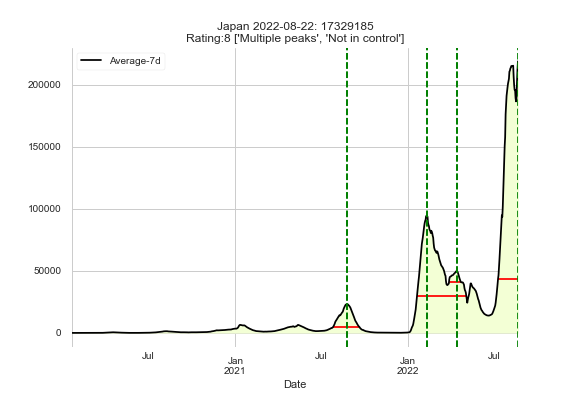 Japan 2022-08-22: 17329185
Rating:8 ['Multiple peaks', 'Not in control']
Average-7d
200000
150000
100000
50000
0
Jul
Jan
2021
Jul
Jan
2022
Jul
Date